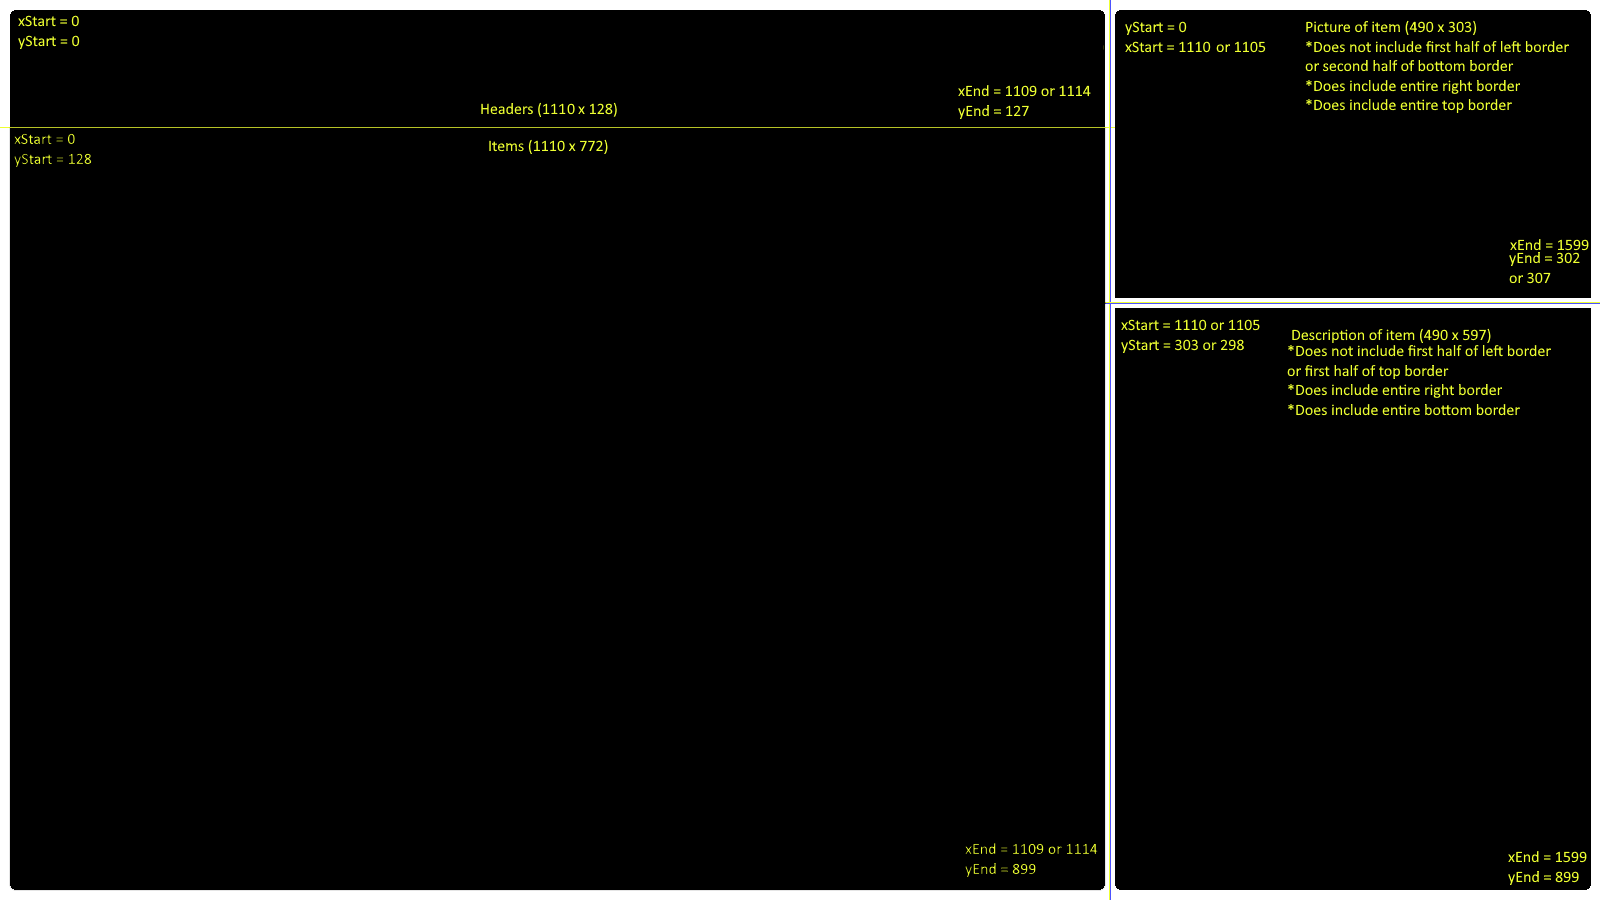 xStart = 0
yStart = 0
xEnd = 1109 or 1114
yEnd = 127
Headers (1110 x 128)
xStart = 0
yStart = 128
Items (1110 x 772)
xEnd = 1109 or 1114
yEnd = 899
yStart = 0
xStart = 1110 or 1105
Picture of item (490 x 303)
*Does not include first half of left border
or second half of bottom border
*Does include entire right border
*Does include entire top border
xEnd = 1599
yEnd = 302
or 307
xStart = 1110 or 1105
yStart = 303 or 298
Description of item (490 x 597)
*Does not include first half of left border
or first half of top border
*Does include entire right border
*Does include entire bottom border
xEnd = 1599
yEnd = 899